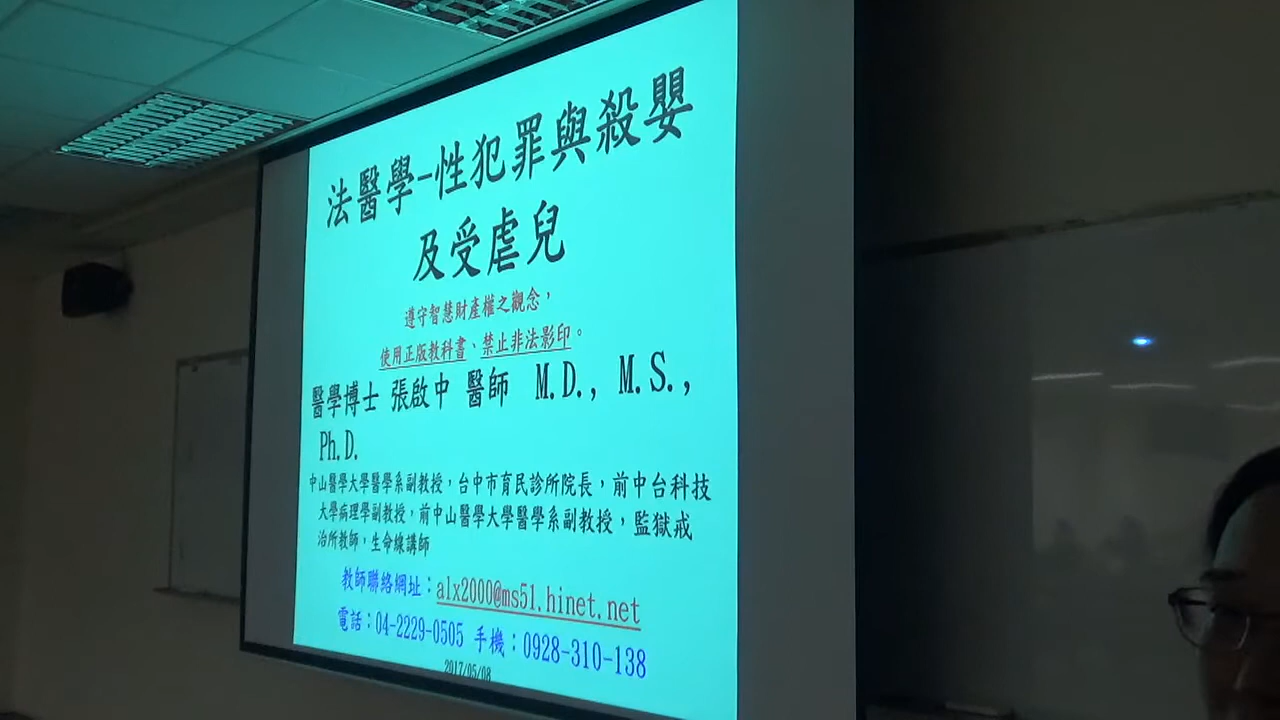 法醫學-性犯罪與殺嬰
及受虐兒
遵守智慧財產權之觀念，
使用正版教科書、禁止非法影印。
醫學博士 張啟中 醫師 M.D., M.S.,
Ph.D.
中山醫學大學醫學系副教授，台中市育民診所院長，前中台科技
大學病理學副教授，前中山醫學大學醫學系副教授，監獄戒
治所教師，生命線講師
教師聯絡網址：alx2000@ms51.hinet.net
電話：04-2229-0505 手機：0928-310-138
2017/05/08